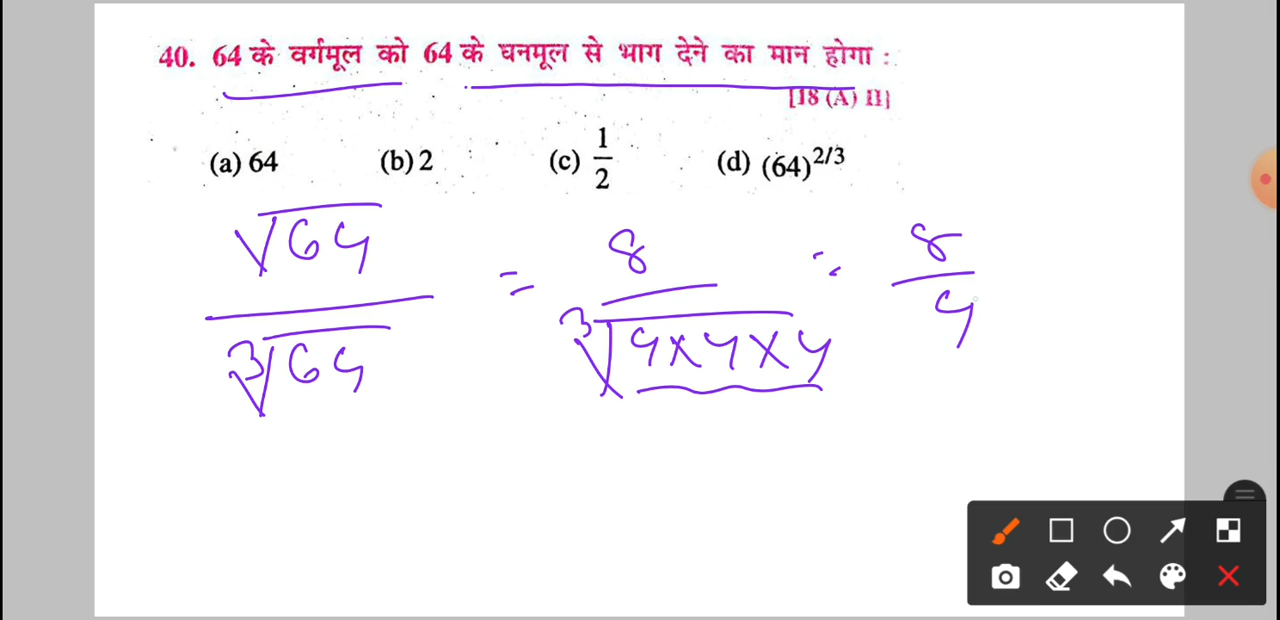 40. 64 के वर्गमूल को 64 के घनमूल से भाग देने का मान होगा :
[18 (A) II]
(a) 64 (b) 2 (c) 1/2 (d) (64)^2/3
√64 / ∛64 = 8 / ∛4×4×4 = 8/4